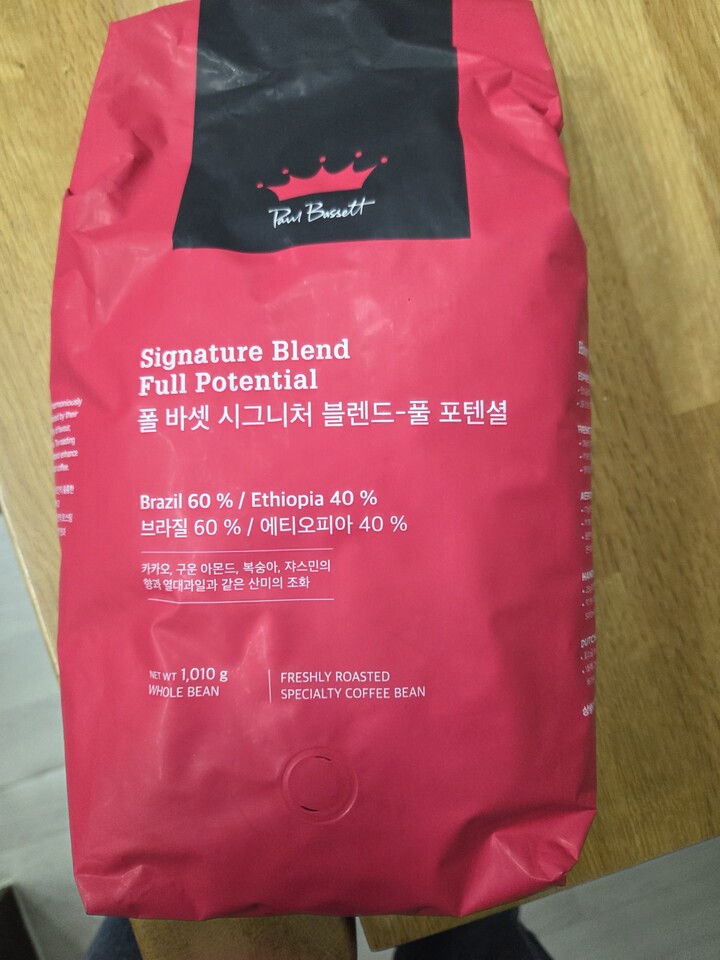 Paul Bassett
Signature Blend
Full Potential
폴 바셋 시그니처 블렌드-풀 포텐셜
Brazil 60 % / Ethiopia 40 %
브라질 60 % / 에티오피아 40 %
카카오, 구운 아몬드, 복숭아, 쟈스민의
향과 열대과일과 같은 산미의 조화
NET WT 1,010 g
WHOLE BEAN
FRESHLY ROASTED
SPECIALTY COFFEE BEAN
by their
enhance